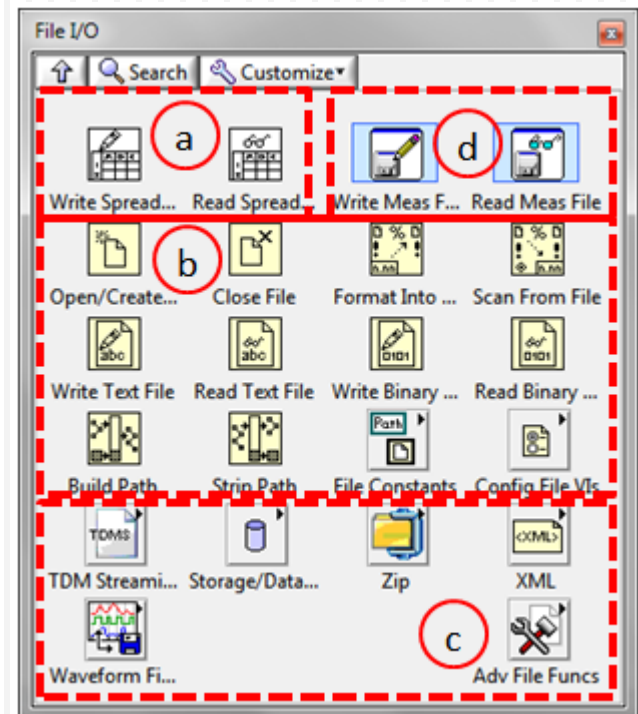 File I/O
Search Customize
a d
Write Spread... Read Spread... Write Meas F... Read Meas File
b
Open/Create... Close File Format Into ... Scan From File
abc abc 0101 0101
Write Text File Read Text File Write Binary ... Read Binary ...
Path
Build Path Strip Path File Constants Config File VIs
TDMS <XML>
TDM Streami... Storage/Data... Zip XML
c
Waveform Fi... Adv File Funcs